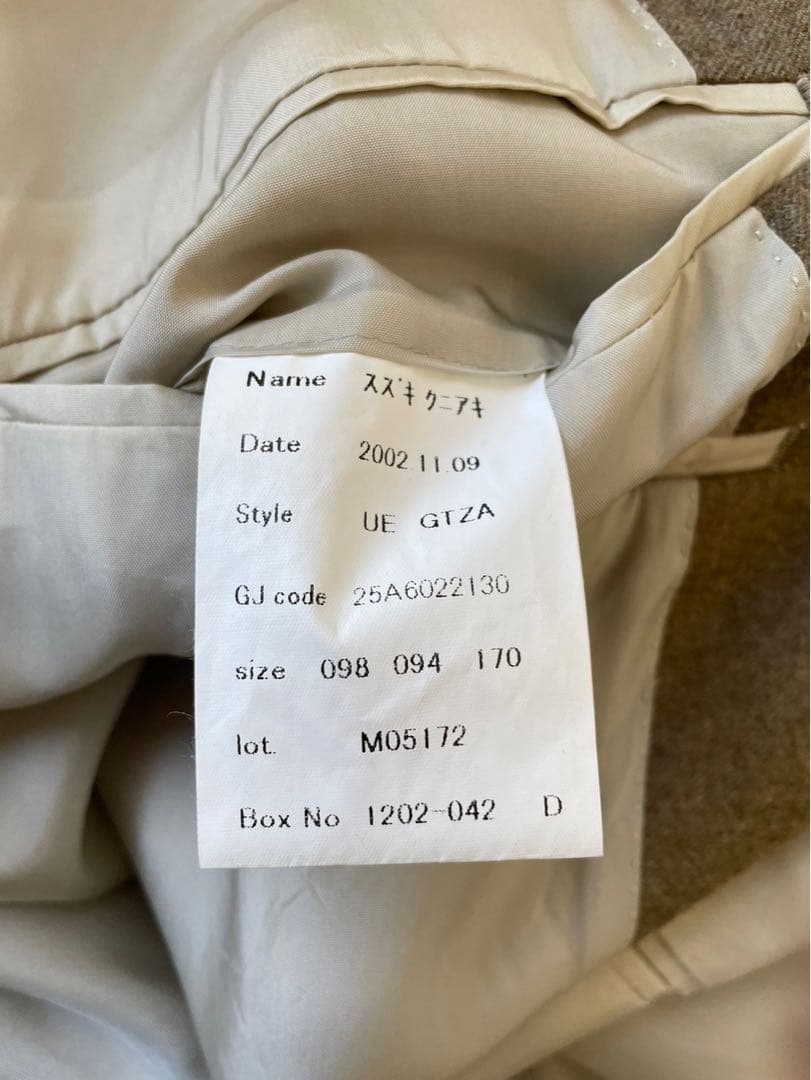 Name ｽｽﾞｷ ｸﾆｱｷ
Date 2002 11.09
Style UE GTZA
GJ code 25A6022130
size 098 094 170
lot. M05172
Box No 1202-042 D